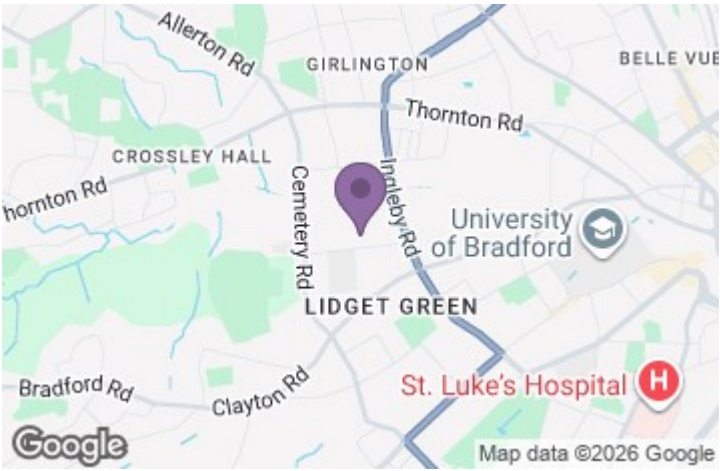 Allerton Rd
GIRLINGTON
BELLE VUE
Thornton Rd
CROSSLEY HALL
hornton Rd
Cemetery Rd
Ingleby Rd
University
of Bradford
LIDGET GREEN
Bradford Rd
Clayton Rd
St. Luke's Hospital
H
Google
Map data ©2026 Google